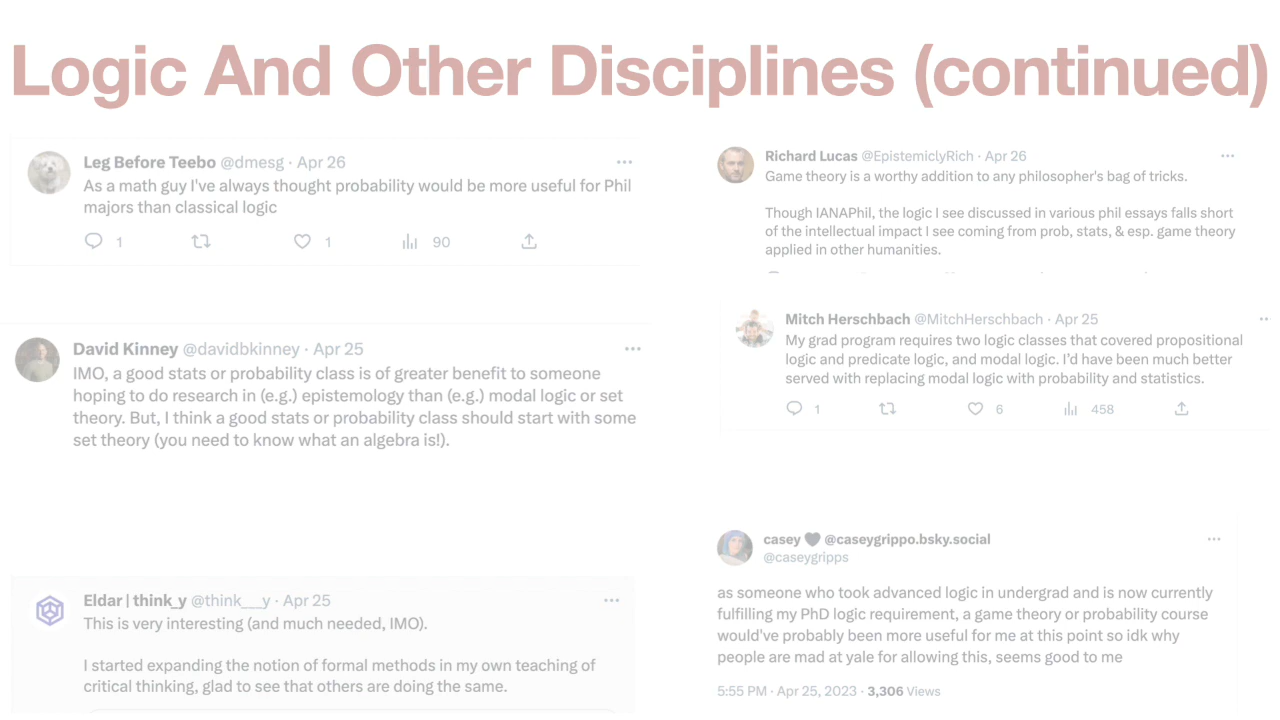 Logic And Other Disciplines (continued)
Leg Before Teebo @dmesg · Apr 26
As a math guy I've always thought probability would be more useful for Phil
majors than classical logic
1 1 90
David Kinney @davidbkinney · Apr 25
IMO, a good stats or probability class is of greater benefit to someone
hoping to do research in (e.g.) epistemology than (e.g.) modal logic or set
theory. But, I think a good stats or probability class should start with some
set theory (you need to know what an algebra is!).
Eldar | think_y @think___y · Apr 25
This is very interesting (and much needed, IMO).
I started expanding the notion of formal methods in my own teaching of
critical thinking, glad to see that others are doing the same.
Richard Lucas @EpistemiclyRich · Apr 26
Game theory is a worthy addition to any philosopher's bag of tricks.
Though IANAPhil, the logic I see discussed in various phil essays falls short
of the intellectual impact I see coming from prob, stats, & esp. game theory
applied in other humanities.
Mitch Herschbach @MitchHerschbach · Apr 25
My grad program requires two logic classes that covered propositional
logic and predicate logic, and modal logic. I'd have been much better
served with replacing modal logic with probability and statistics.
1 6 458
casey 🖤 @caseygrippo.bsky.social
@caseygripps
as someone who took advanced logic in undergrad and is now currently
fulfilling my PhD logic requirement, a game theory or probability course
would've probably been more useful for me at this point so idk why
people are mad at yale for allowing this, seems good to me
5:55 PM · Apr 25, 2023 · 3,306 Views